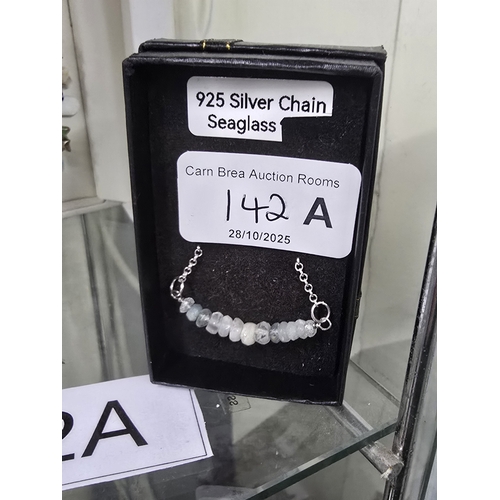 925 Silver Chain
Seaglass
Carn Brea Auction Rooms
142 A
28/10/2025
2A